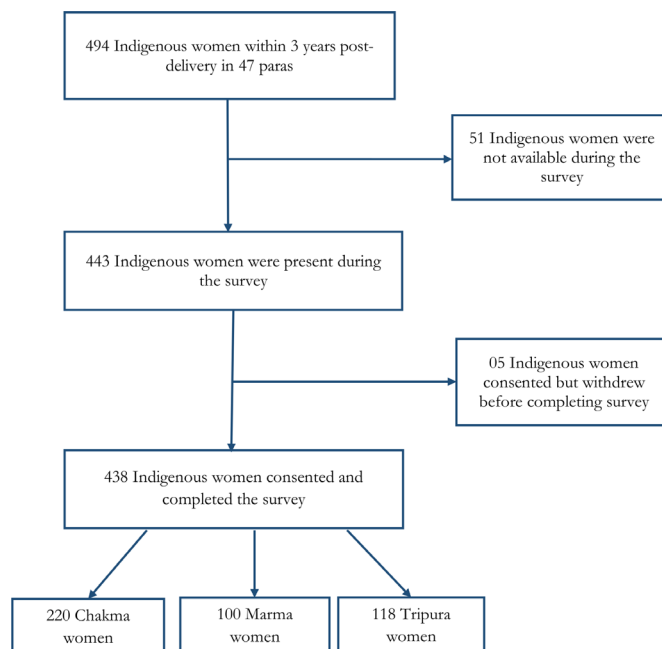 494 Indigenous women within 3 years post-
delivery in 47 paras
51 Indigenous women were
not available during the
survey
443 Indigenous women were present during
the survey
05 Indigenous women
consented but withdrew
before completing survey
438 Indigenous women consented and
completed the survey
220 Chakma
women
100 Marma
women
118 Tripura
women